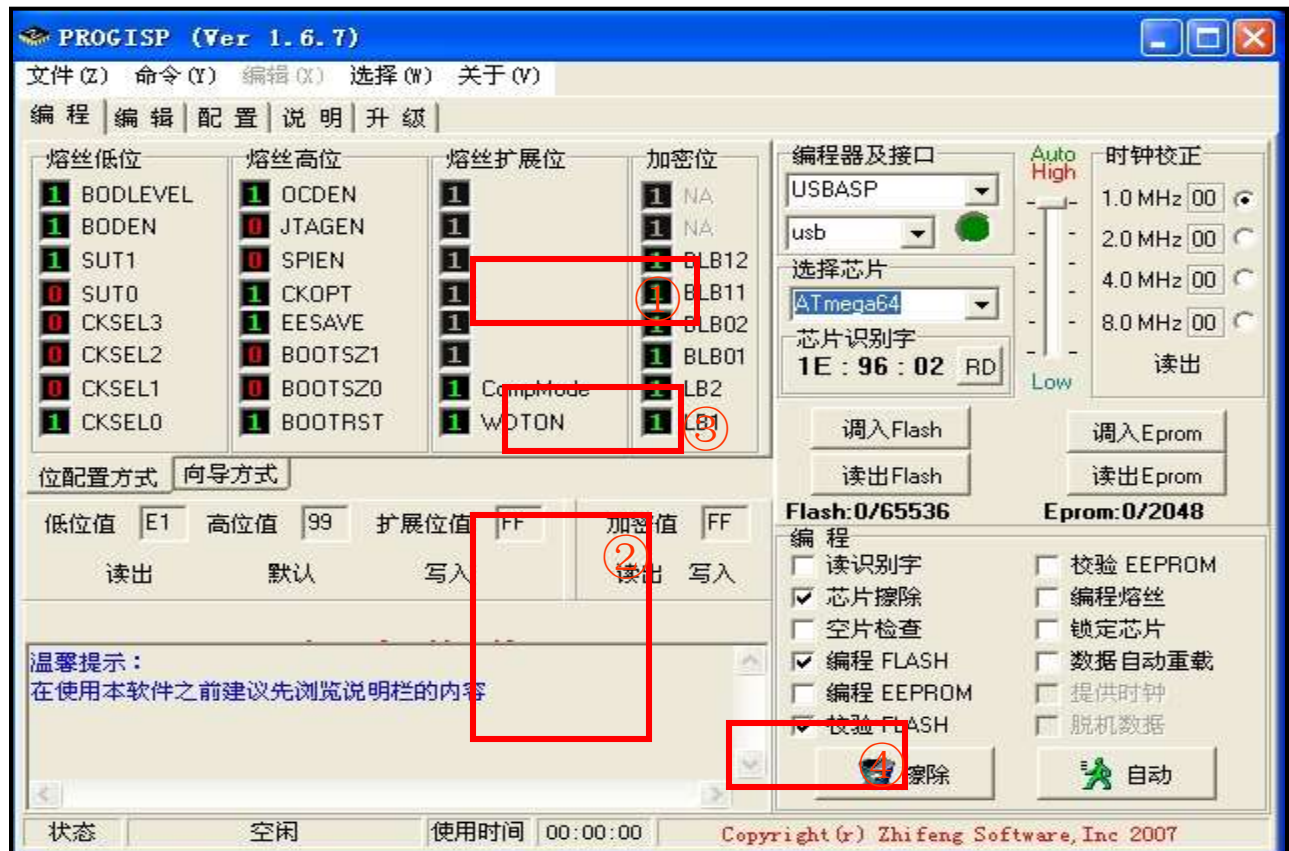 PROGISP (Ver 1.6.7)
文件(Z) 命令(Y) 编辑(X) 选择(W) 关于(V)
编 程 编 辑 配 置 说 明 升 级
熔丝低位
1 BODLEVEL
1 BODEN
1 SUT1
0 SUT0
0 CKSEL3
0 CKSEL2
0 CKSEL1
1 CKSEL0
熔丝高位
1 OCDEN
0 JTAGEN
0 SPIEN
1 CKOPT
1 EESAVE
0 BOOTSZ1
0 BOOTSZ0
1 BOOTRST
熔丝扩展位
1
1
1
1
1
1
1 CompMode
1 WDTON
加密位
1 NA
1 NA
1 BLB12
1 BLB11
1 BLB02
1 BLB01
1 LB2
1 LB1
①
③
位配置方式 向导方式
低位值 E1 高位值 99 扩展位值 FF 加密值 FF
②
读出 默认 写入 读出 写入
温馨提示：
在使用本软件之前建议先浏览说明栏的内容
编程器及接口
USBASP
usb
选择芯片
ATmega64
芯片识别字
1E : 96 : 02 RD
Auto
High
Low
时钟校正
1.0 MHz 00
2.0 MHz 00
4.0 MHz 00
8.0 MHz 00
读出
调入Flash 调入Eprom
读出Flash 读出Eprom
Flash:0/65536 Eprom:0/2048
编 程
读识别字 校验 EEPROM
芯片擦除 编程熔丝
空片检查 锁定芯片
编程 FLASH 数据自动重载
编程 EEPROM 提供时钟
校验 FLASH 脱机数据
④
擦除 自动
状态 空闲 使用时间 00:00:00 Copyright(r) Zhifeng Software,Inc 2007